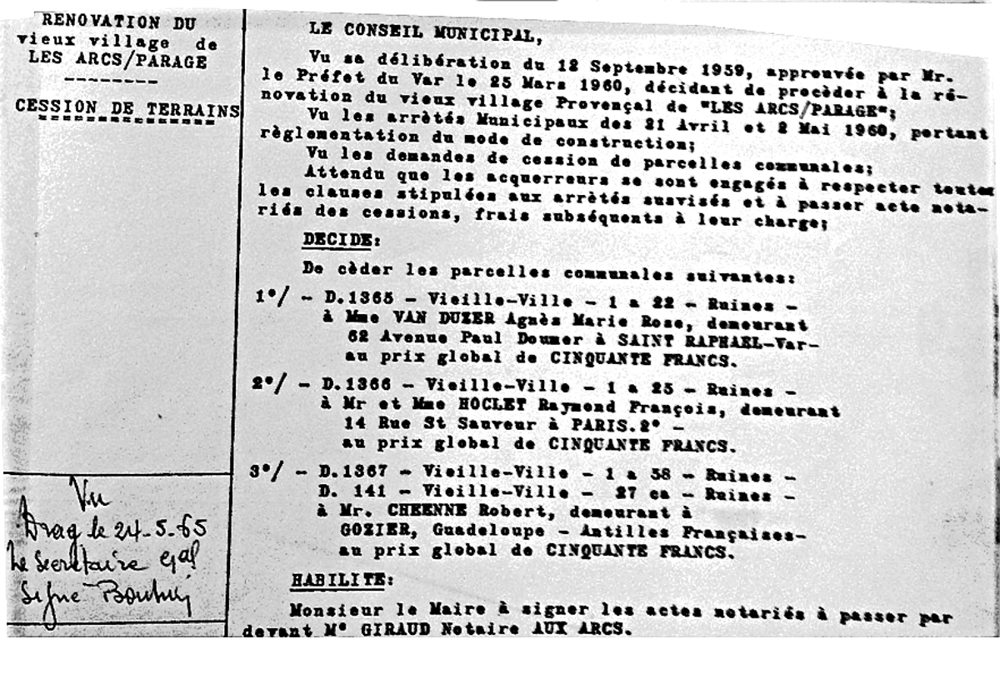 RENOVATION DU
vieux village de
LES ARCS/PARAGE
--------
CESSION DE TERRAINS
===============
LE CONSEIL MUNICIPAL,
Vu sa délibération du 12 Septembre 1959, approuvée par Mr.
le Préfet du Var le 25 Mars 1960, décidant de procèder à la ré-
novation du vieux village Provençal de "LES ARCS/PARAGE";
Vu les arrètés Municipaux des 21 Avril et 2 Mai 1960, portant
règlementation du mode de construction;
Vu les demandes de cession de parcelles communales;
Attendu que les acquerreurs se sont engagés à respecter toutes
les clauses stipulées aux arrètés susvisés et à passer acte nota-
riés des cessions, frais subséquents à leur charge;
DECIDE:
De cèder les parcelles communales suivantes:
1°/ - D.1365 - Vieille-Ville - 1 a 22 - Ruines -
à Mme VAN DUZER Agnès Marie Rose, demeurant
62 Avenue Paul Doumer à SAINT RAPHAEL-Var-
au prix global de CINQUANTE FRANCS.
2°/ - D.1366 - Vieille-Ville - 1 a 25 - Ruines -
à Mr et Mme HOCLET Raymond François, demeurant
14 Rue St Sauveur à PARIS.2° -
au prix global de CINQUANTE FRANCS.
3°/ - D.1367 - Vieille-Ville - 1 a 58 - Ruines -
D. 141 - Vieille-Ville - 27 ca - Ruines -
à Mr. CHEENNE Robert, demeurant à
GOZIER, Guadeloupe - Antilles Françaises-
au prix global de CINQUANTE FRANCS.
HABILITE:
Monsieur le Maire à signer les actes notariés à passer par
devant M° GIRAUD Notaire AUX ARCS.
Vu
Drag le 24-5-65
Le Secrétaire Gal
Signé